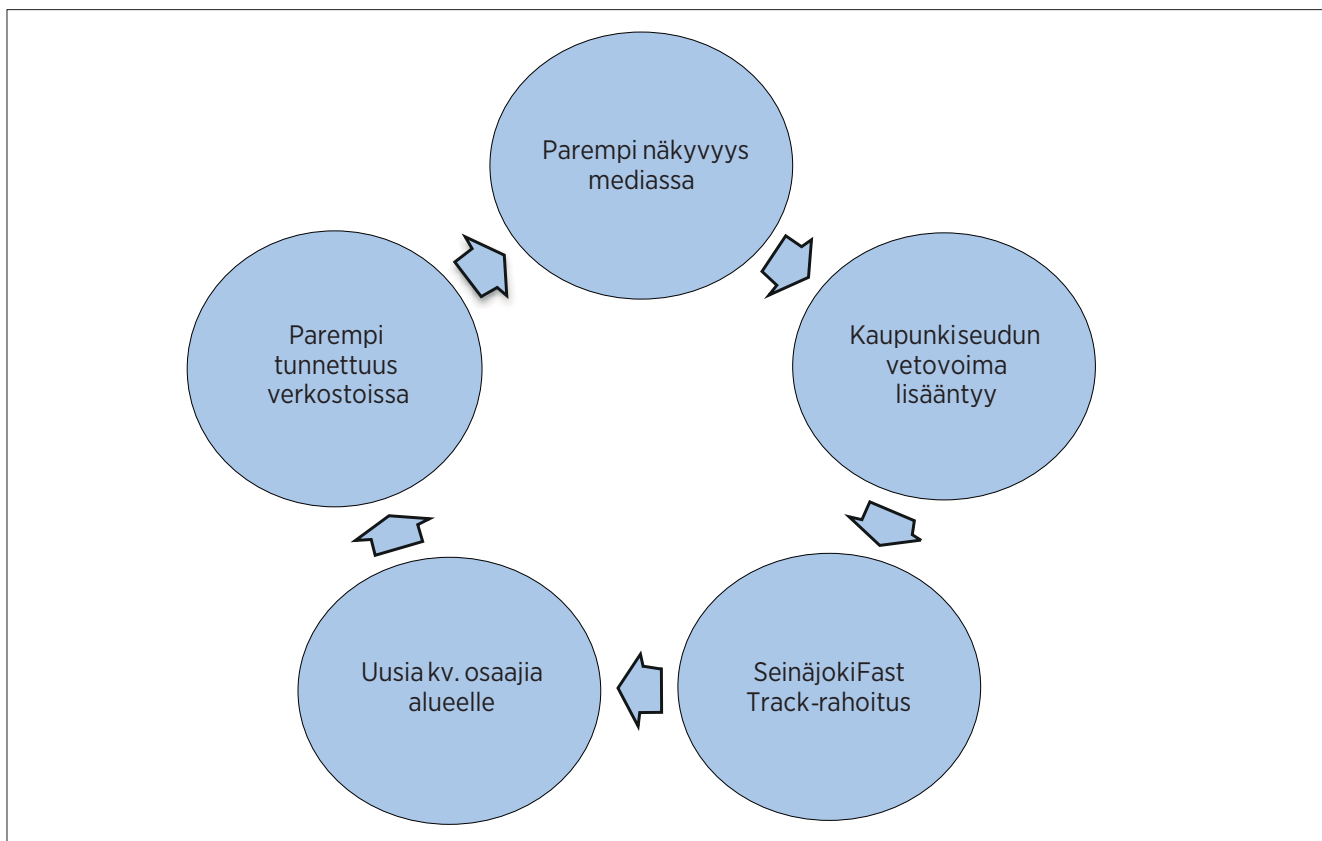 Parempi näkyvyys
mediassa
Kaupunkiseudun
vetovoima
lisääntyy
SeinäjokiFast
Track-rahoitus
Uusia kv. osaajia
alueelle
Parempi
tunnettuus
verkostoissa